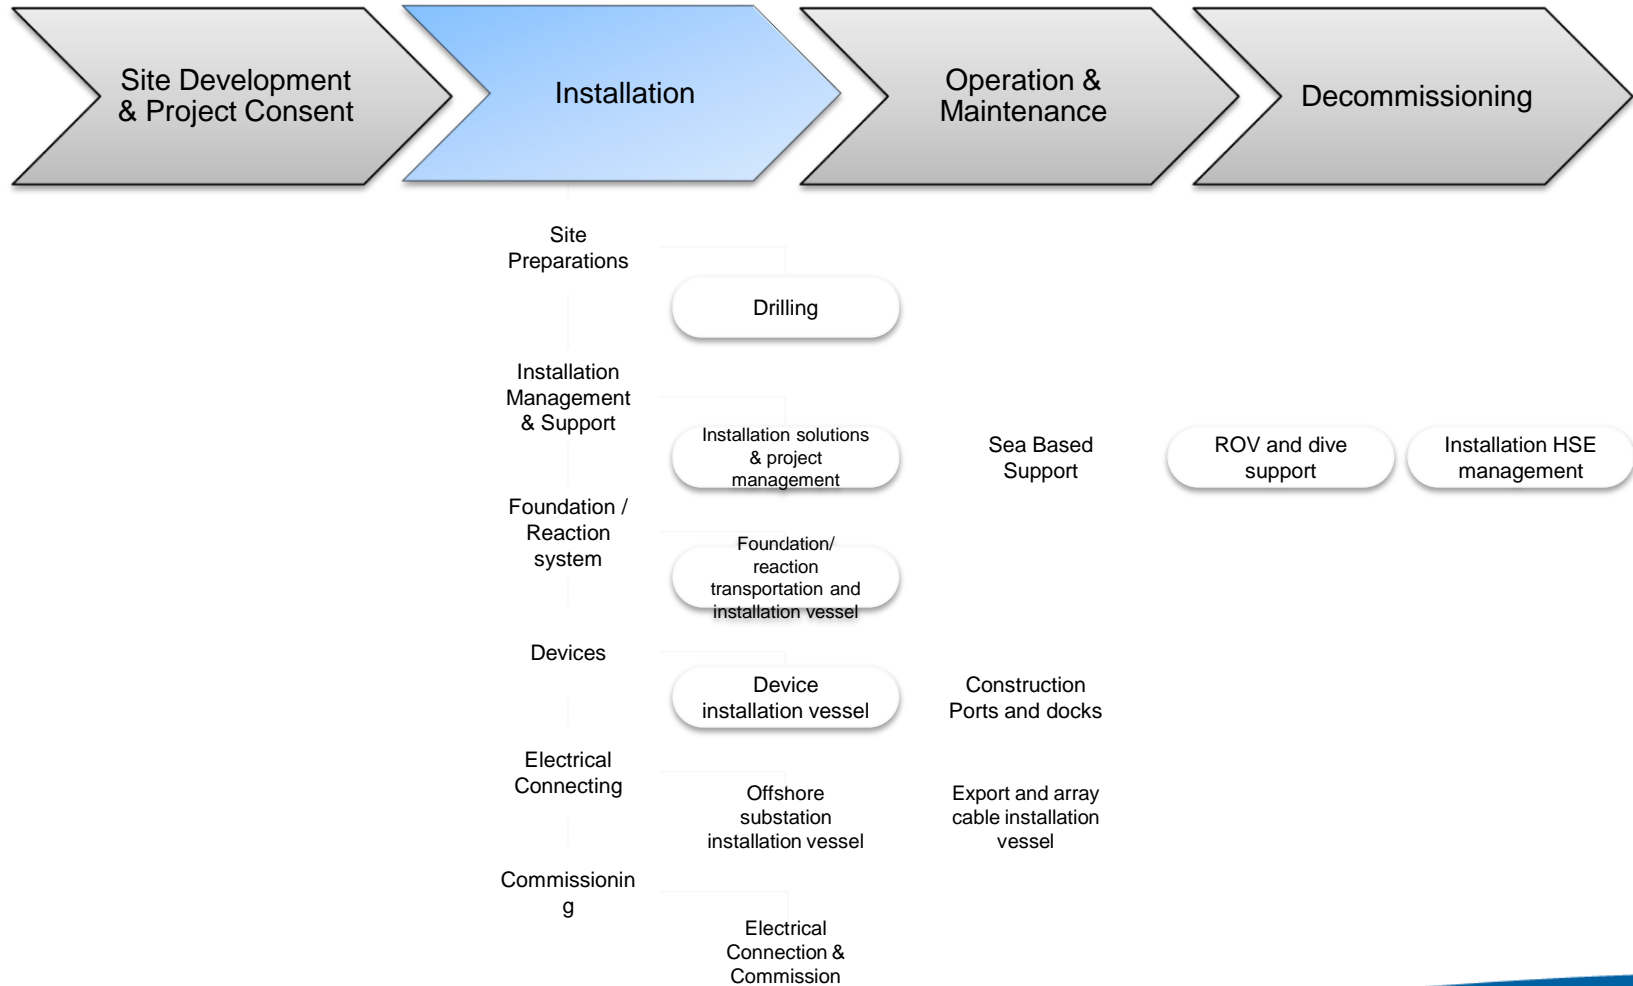 Site Development
& Project Consent
Installation
Operation &
Maintenance
Decommissioning
Site
Preparations
Drilling
Installation
Management
& Support
Installation solutions
& project
management
Sea Based
Support
ROV and dive
support
Installation HSE
management
Foundation /
Reaction
system
Foundation/
reaction
transportation and
installation vessel
Devices
Device
installation vessel
Construction
Ports and docks
Electrical
Connecting
Offshore
substation
installation vessel
Export and array
cable installation
vessel
Commissionin
g
Electrical
Connection &
Commission